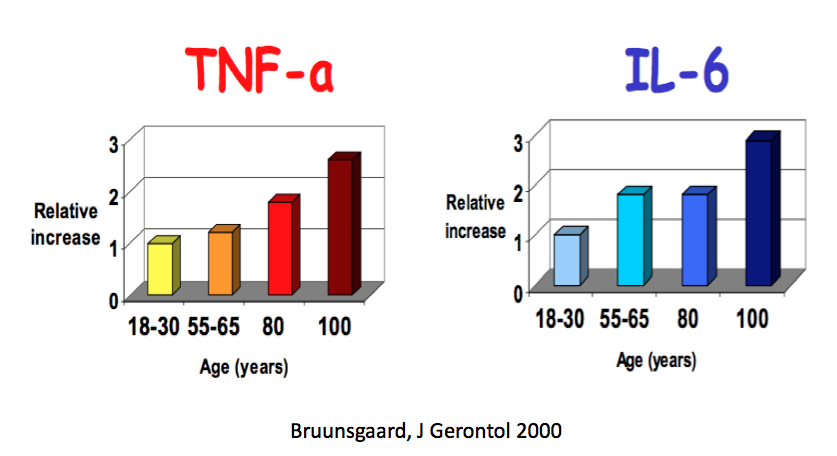 TNF-a
3
2
1
0
Relative
increase
18-30 55-65 80 100
Age (years)
IL-6
3
2
1
0
Relative
increase
18-30 55-65 80 100
Age (years)
Bruunsgaard, J Gerontol 2000